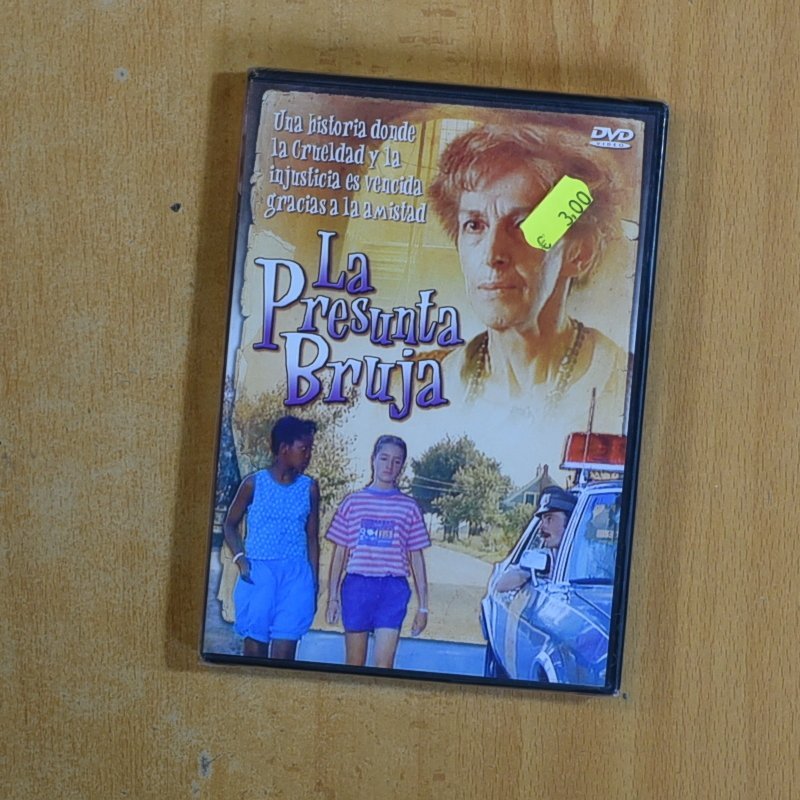 Una historia donde
la Crueldad y la
injusticia es vencida
gracias a la amistad
DVD
VIDEO
€ 3,00
La
Presunta
Bruja